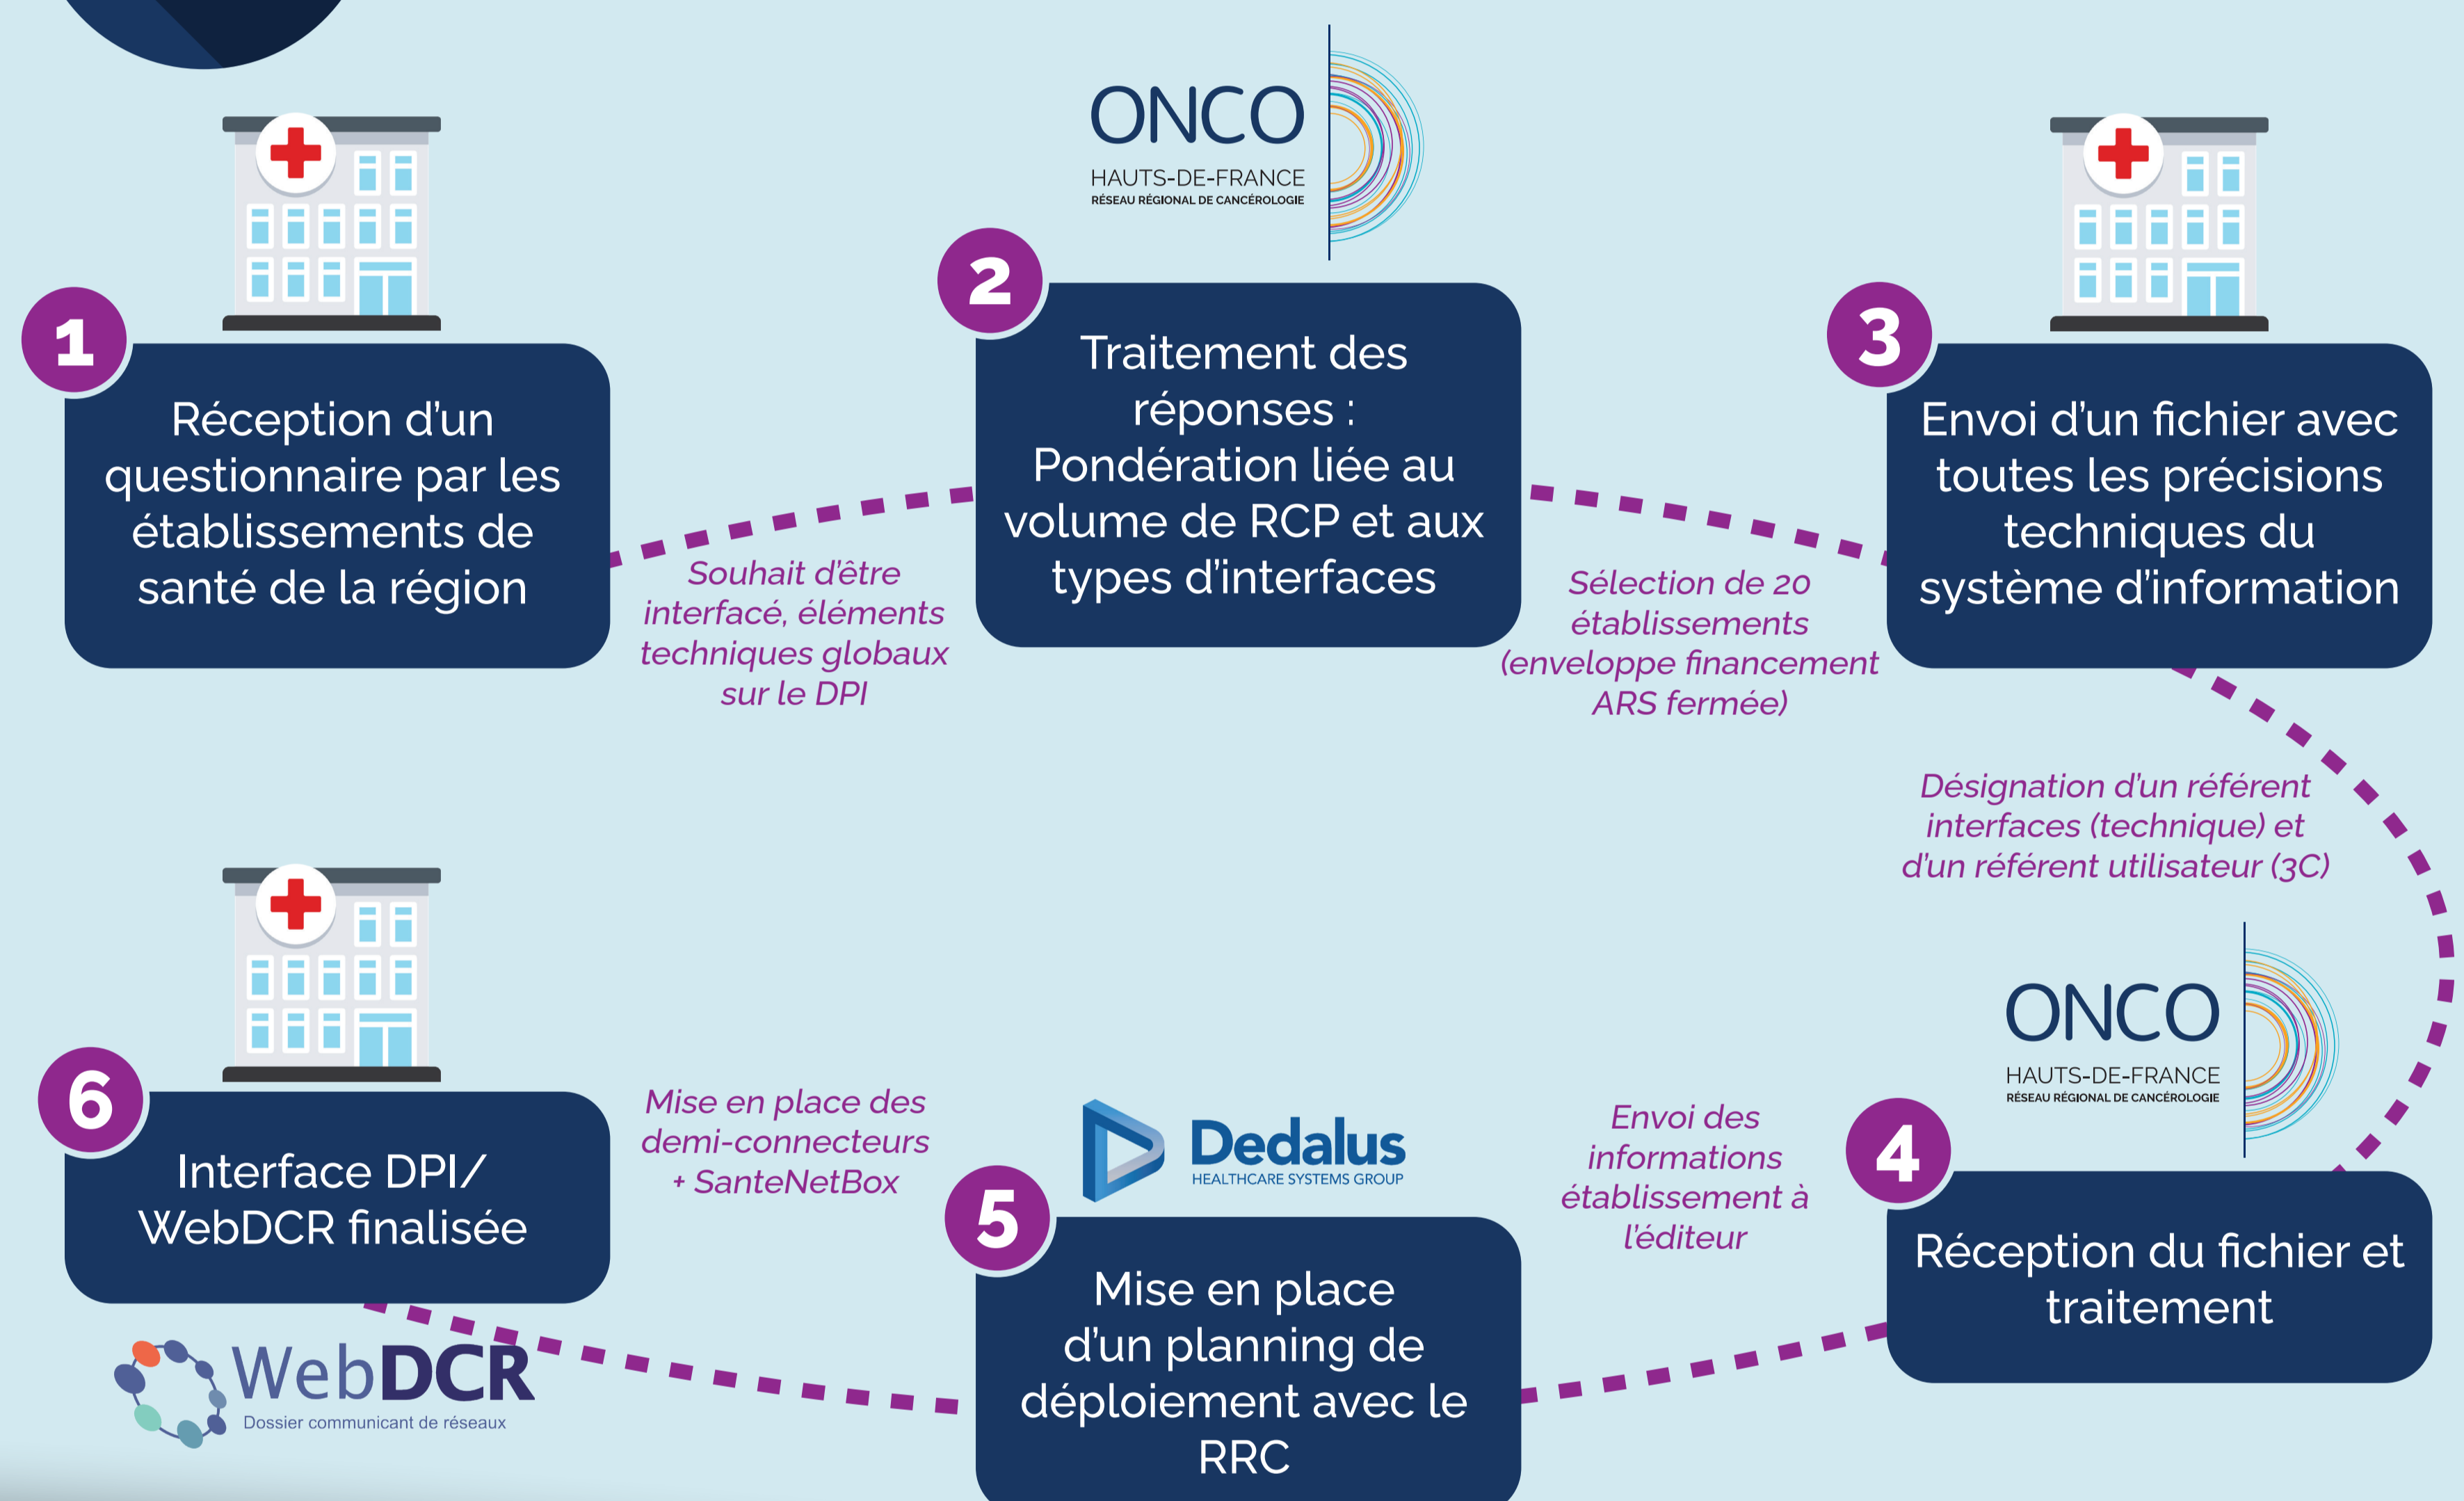 1
Réception d'un
questionnaire par les
établissements de
santé de la région
Souhait d'être
interfacé, éléments
techniques globaux
sur le DPI
ONCO
HAUTS-DE-FRANCE
RÉSEAU RÉGIONAL DE CANCÉROLOGIE
2
Traitement des
réponses :
Pondération liée au
volume de RCP et aux
types d'interfaces
Sélection de 20
établissements
(enveloppe financement
ARS fermée)
3
Envoi d'un fichier avec
toutes les précisions
techniques du
système d'information
Désignation d'un référent
interfaces (technique) et
d'un référent utilisateur (3C)
ONCO
HAUTS-DE-FRANCE
RÉSEAU RÉGIONAL DE CANCÉROLOGIE
4
Réception du fichier et
traitement
Envoi des
informations
établissement à
l'éditeur
Dedalus
HEALTHCARE SYSTEMS GROUP
5
Mise en place
d'un planning de
déploiement avec le
RRC
Mise en place des
demi-connecteurs
+ SanteNetBox
6
Interface DPI/
WebDCR finalisée
WebDCR
Dossier communicant de réseaux